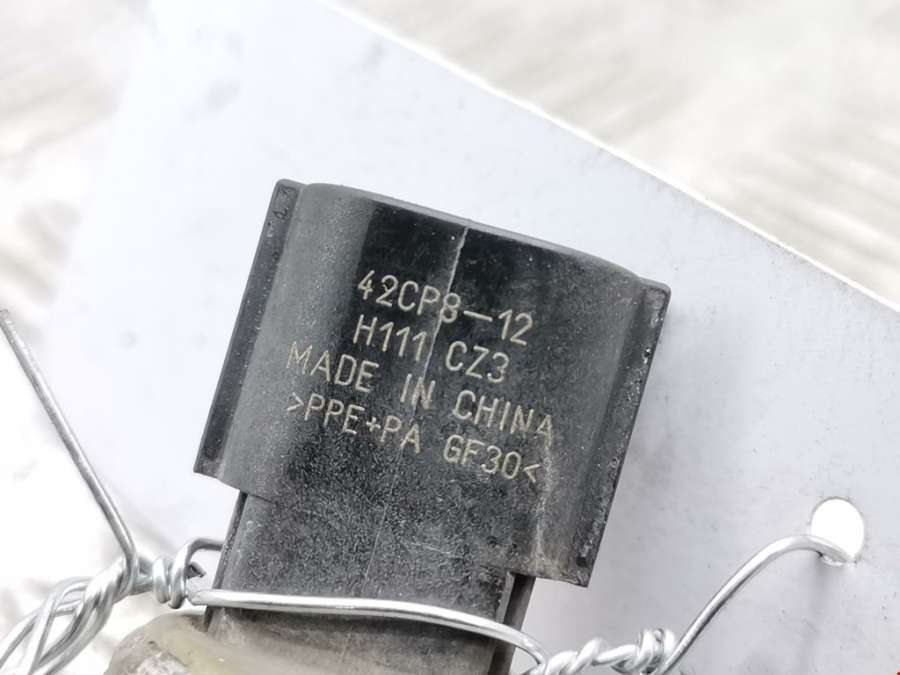 42CP8-12
H111 CZ3
MADE IN CHINA
>PPE+PA GF30<